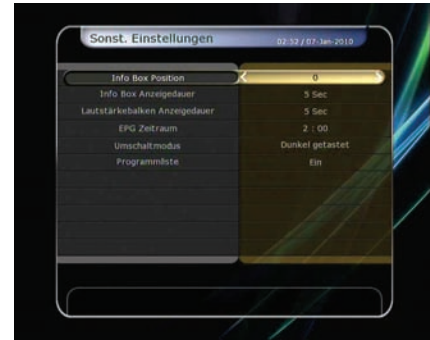 Sonst. Einstellungen 02:32 / 07-Jan-2010
Info Box Position 0
Info Box Anzeigedauer 5 Sec
Lautstärkebalken Anzeigedauer 5 Sec
EPG Zeitraum 2 : 00
Umschaltmodus Dunkel getastet
Programmliste Ein